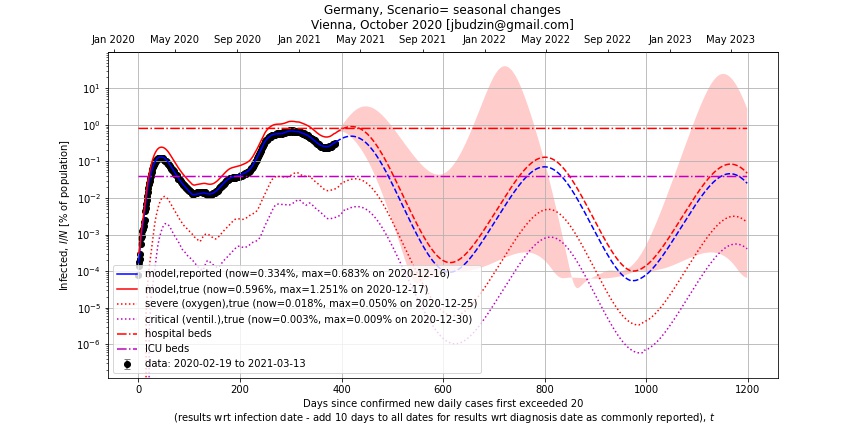 Germany, Scenario= seasonal changes
Vienna, October 2020 [jbudzin@gmail.com]
Jan 2020 May 2020 Sep 2020 Jan 2021 May 2021 Sep 2021 Jan 2022 May 2022 Sep 2022 Jan 2023 May 2023
Infected, I/N [% of population]
10¹
10⁰
10⁻¹
10⁻²
10⁻³
10⁻⁴
10⁻⁵
10⁻⁶
model,reported (now=0.334%, max=0.683% on 2020-12-16)
model,true (now=0.596%, max=1.251% on 2020-12-17)
severe (oxygen),true (now=0.018%, max=0.050% on 2020-12-25)
critical (ventil.),true (now=0.003%, max=0.009% on 2020-12-30)
hospital beds
ICU beds
data: 2020-02-19 to 2021-03-13
0 200 400 600 800 1000 1200
Days since confirmed new daily cases first exceeded 20
(results wrt infection date - add 10 days to all dates for results wrt diagnosis date as commonly reported), t